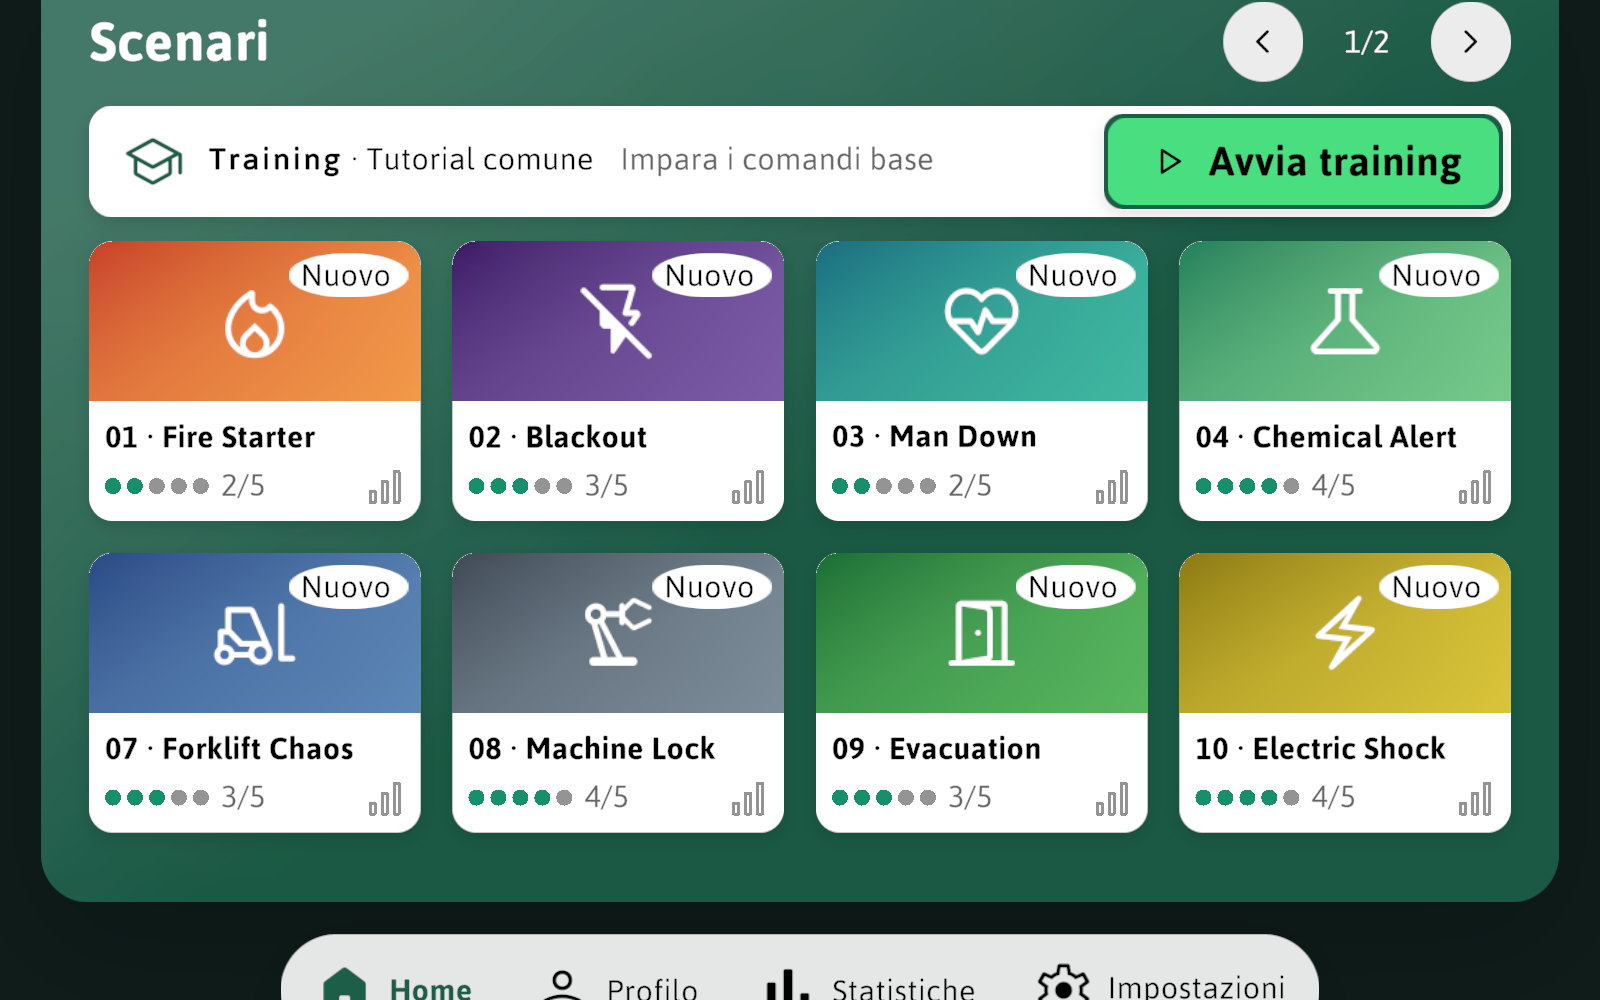 Scenari
1/2
Training · Tutorial comune Impara i comandi base
Avvia training
Nuovo
Nuovo
Nuovo
Nuovo
01 · Fire Starter
2/5
02 · Blackout
3/5
03 · Man Down
2/5
04 · Chemical Alert
4/5
Nuovo
Nuovo
Nuovo
Nuovo
07 · Forklift Chaos
3/5
08 · Machine Lock
4/5
09 · Evacuation
3/5
10 · Electric Shock
4/5
Home
Profilo
Statistiche
Impostazioni